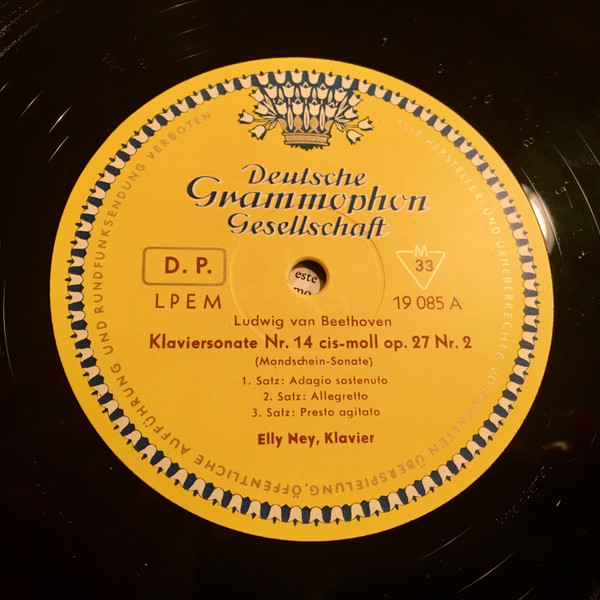 Deutsche
Grammophon
Gesellschaft
D. P.
M
33
LPEM
19 085 A
este
mo
Ludwig van Beethoven
Klaviersonate Nr. 14 cis-moll op. 27 Nr. 2
(Mondschein-Sonate)
1. Satz: Adagio sostenuto
2. Satz: Allegretto
3. Satz: Presto agitato
Elly Ney, Klavier
ALLE HERSTELLER- UND URHEBERRECHTE VORBEHALTEN ÜBERSPIELUNG, ÖFFENTLICHE AUFFÜHRUNG UND RUNDFUNKSENDUNG VERBOTEN